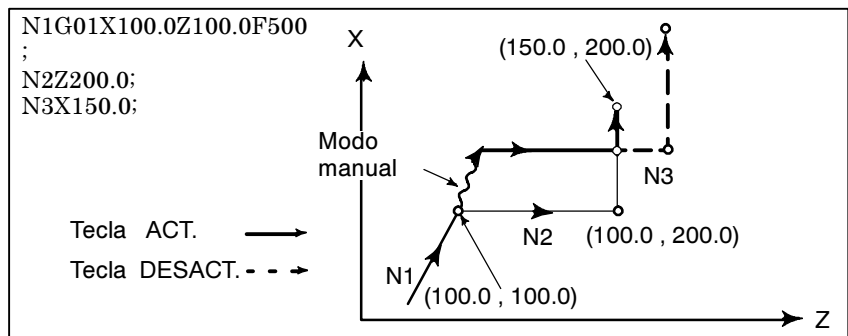 N1G01X100.0Z100.0F500
;
N2Z200.0;
N3X150.0;
X
(150.0 , 200.0)
Modo
manual
N3
Tecla ACT.
N2
(100.0 , 200.0)
Tecla DESACT.
N1
(100.0 , 100.0)
Z